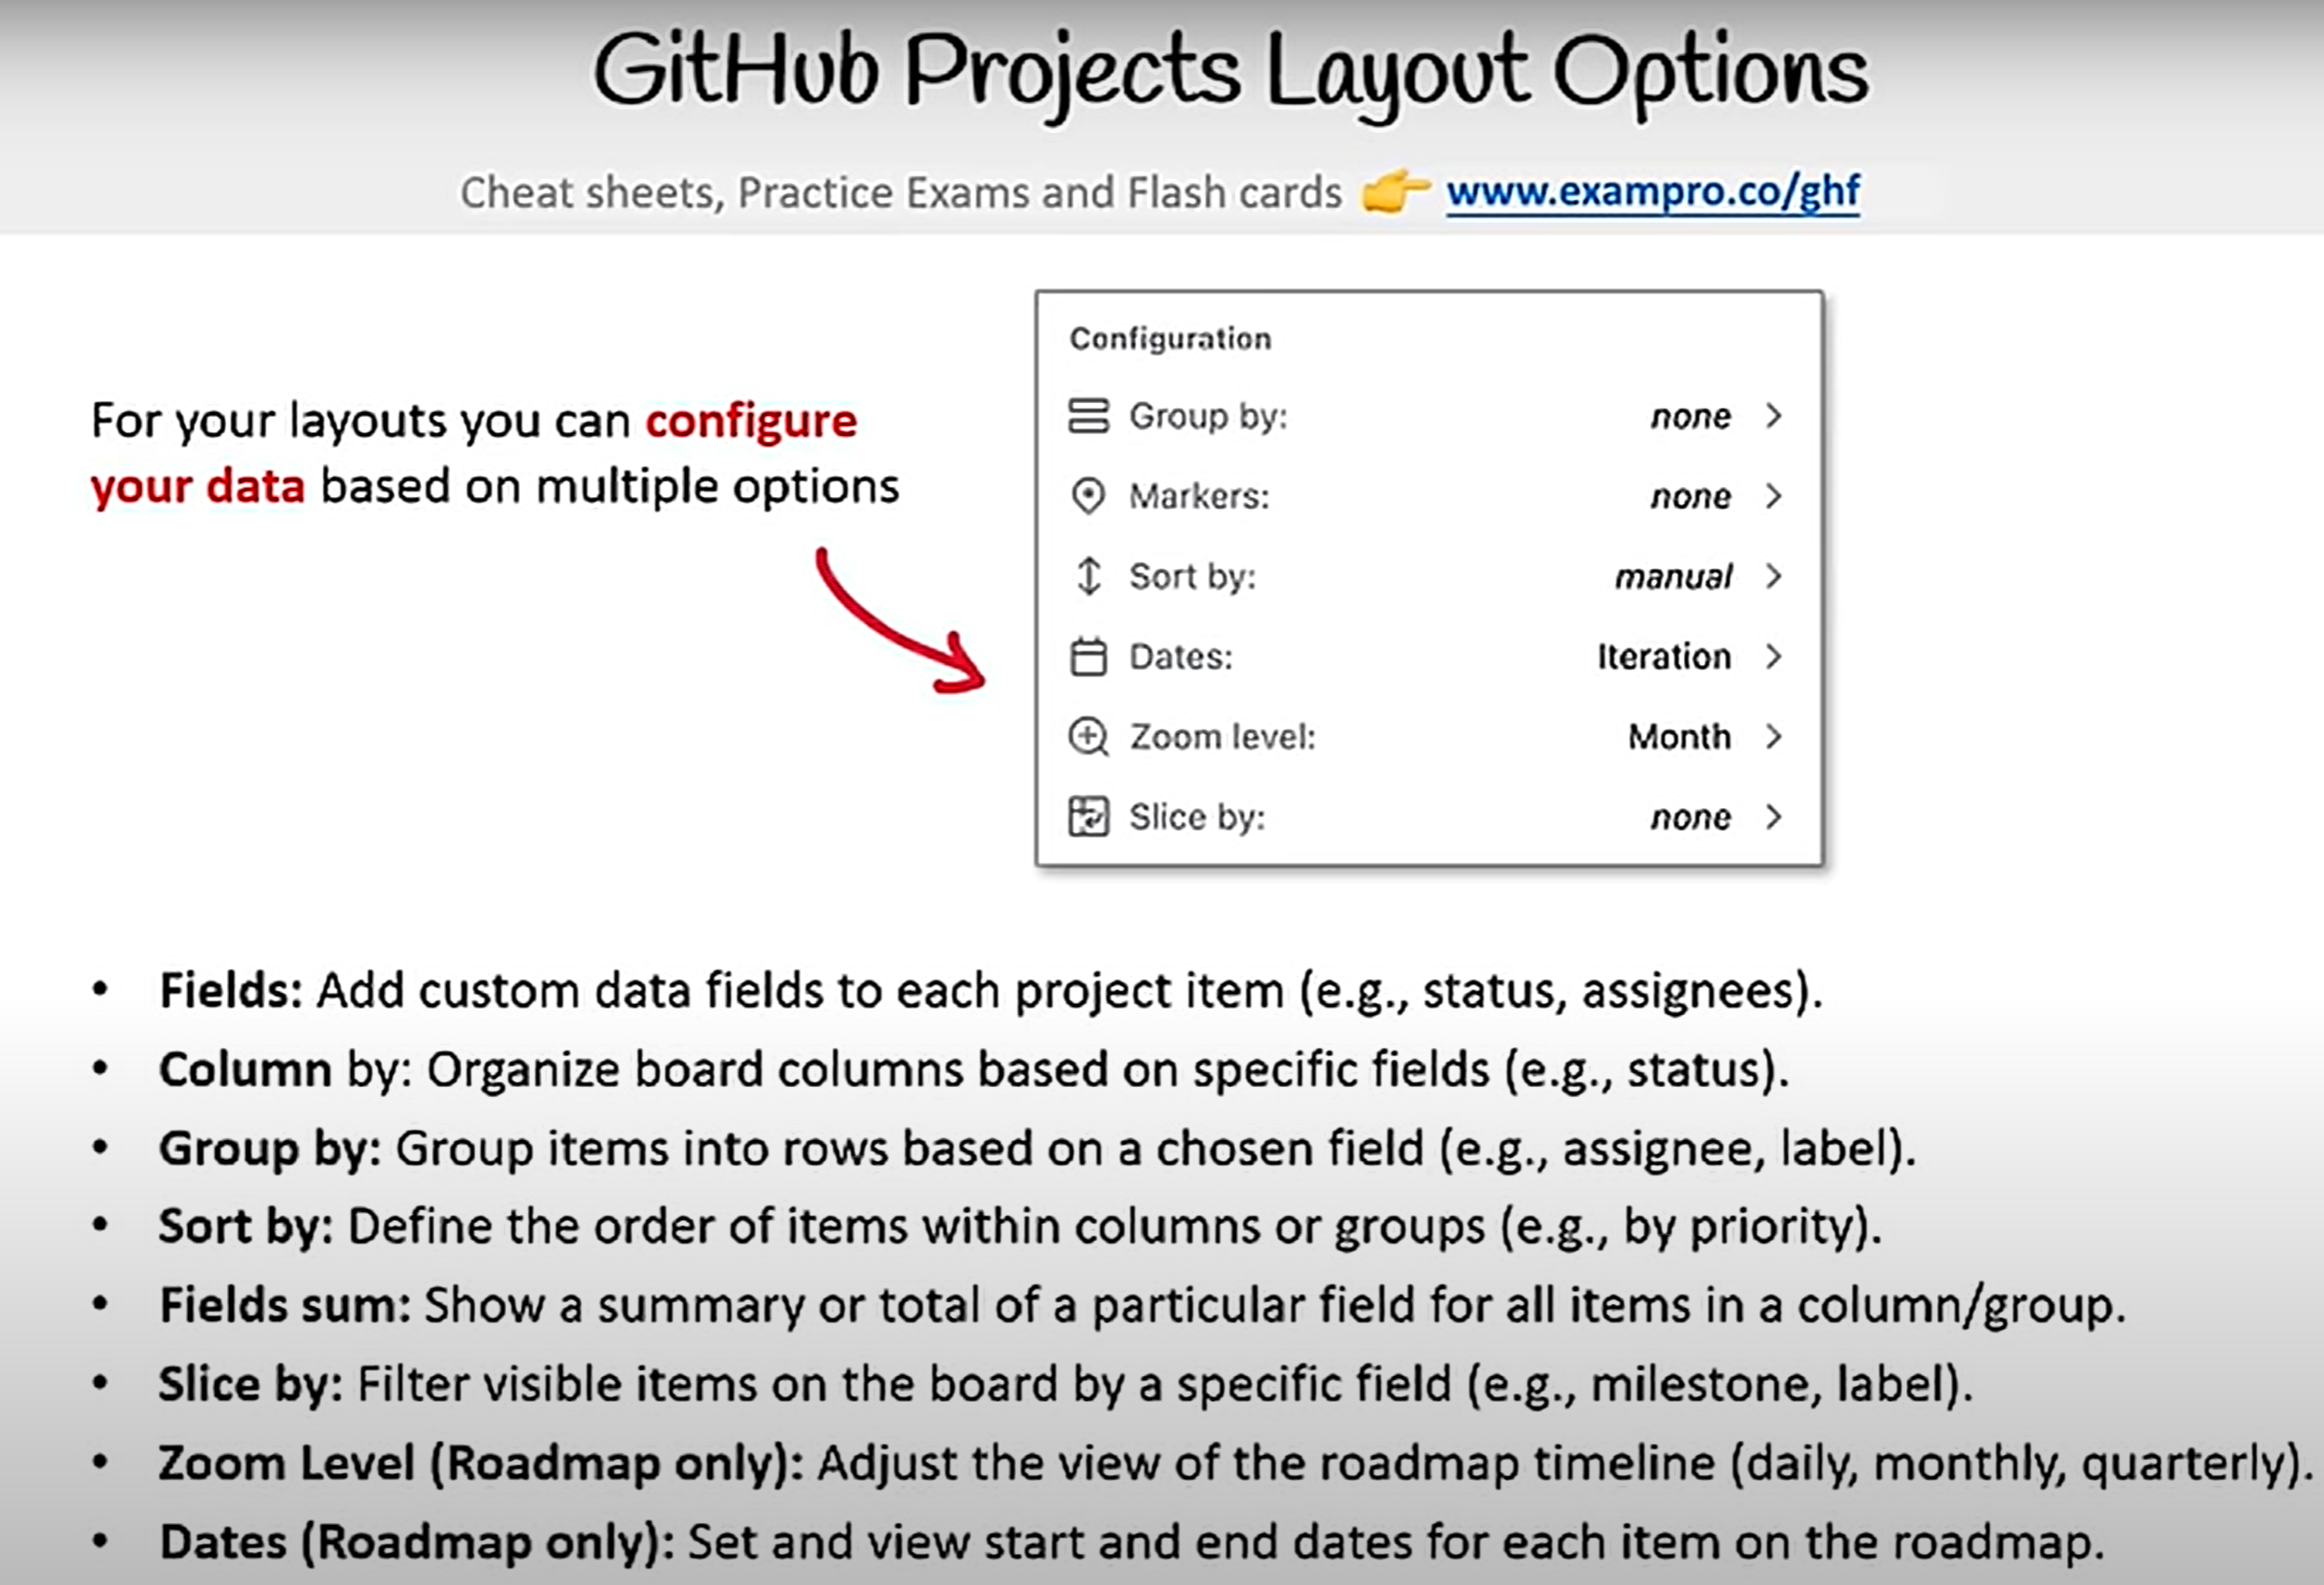 GitHub Projects Layout Options
Cheat sheets, Practice Exams and Flash cards 👉 www.exampro.co/ghf
For your layouts you can configure
your data based on multiple options
Configuration
Group by: none
Markers: none
Sort by: manual
Dates: Iteration
Zoom level: Month
Slice by: none
• Fields: Add custom data fields to each project item (e.g., status, assignees).
• Column by: Organize board columns based on specific fields (e.g., status).
• Group by: Group items into rows based on a chosen field (e.g., assignee, label).
• Sort by: Define the order of items within columns or groups (e.g., by priority).
• Fields sum: Show a summary or total of a particular field for all items in a column/group.
• Slice by: Filter visible items on the board by a specific field (e.g., milestone, label).
• Zoom Level (Roadmap only): Adjust the view of the roadmap timeline (daily, monthly, quarterly).
• Dates (Roadmap only): Set and view start and end dates for each item on the roadmap.